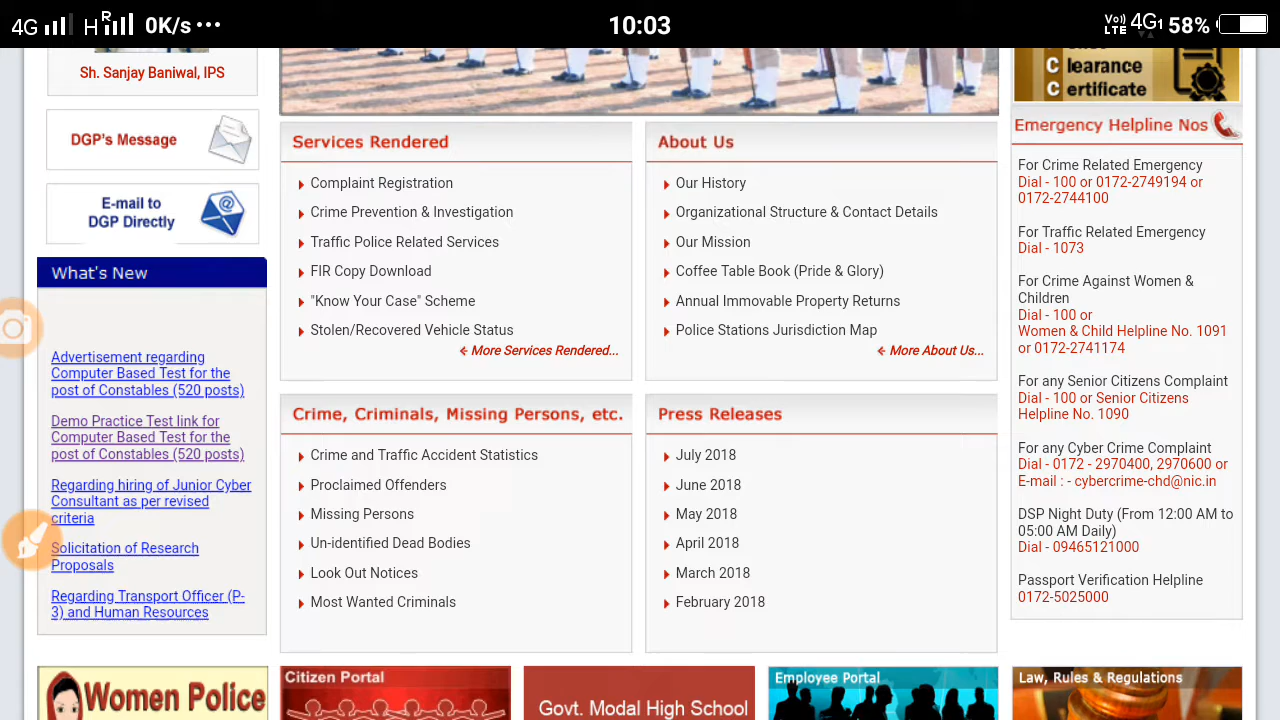 4G H R 0K/s ••• 10:03 Vo)) LTE 4G1 58%
Sh. Sanjay Baniwal, IPS
DGP's Message
E-mail to
DGP Directly
What's New
Advertisement regarding
Computer Based Test for the
post of Constables (520 posts)
Demo Practice Test link for
Computer Based Test for the
post of Constables (520 posts)
Regarding hiring of Junior Cyber
Consultant as per revised
criteria
Solicitation of Research
Proposals
Regarding Transport Officer (P-
3) and Human Resources
Services Rendered
Complaint Registration
Crime Prevention & Investigation
Traffic Police Related Services
FIR Copy Download
"Know Your Case" Scheme
Stolen/Recovered Vehicle Status
More Services Rendered...
About Us
Our History
Organizational Structure & Contact Details
Our Mission
Coffee Table Book (Pride & Glory)
Annual Immovable Property Returns
Police Stations Jurisdiction Map
More About Us...
Crime, Criminals, Missing Persons, etc.
Crime and Traffic Accident Statistics
Proclaimed Offenders
Missing Persons
Un-identified Dead Bodies
Look Out Notices
Most Wanted Criminals
Press Releases
July 2018
June 2018
May 2018
April 2018
March 2018
February 2018
C learance
C ertificate
Emergency Helpline Nos
For Crime Related Emergency
Dial - 100 or 0172-2749194 or
0172-2744100
For Traffic Related Emergency
Dial - 1073
For Crime Against Women &
Children
Dial - 100 or
Women & Child Helpline No. 1091
or 0172-2741174
For any Senior Citizens Complaint
Dial - 100 or Senior Citizens
Helpline No. 1090
For any Cyber Crime Complaint
Dial - 0172 - 2970400, 2970600 or
E-mail : - cybercrime-chd@nic.in
DSP Night Duty (From 12:00 AM to
05:00 AM Daily)
Dial - 09465121000
Passport Verification Helpline
0172-5025000
Women Police
Citizen Portal
Govt. Modal High School
Employee Portal
Law, Rules & Regulations